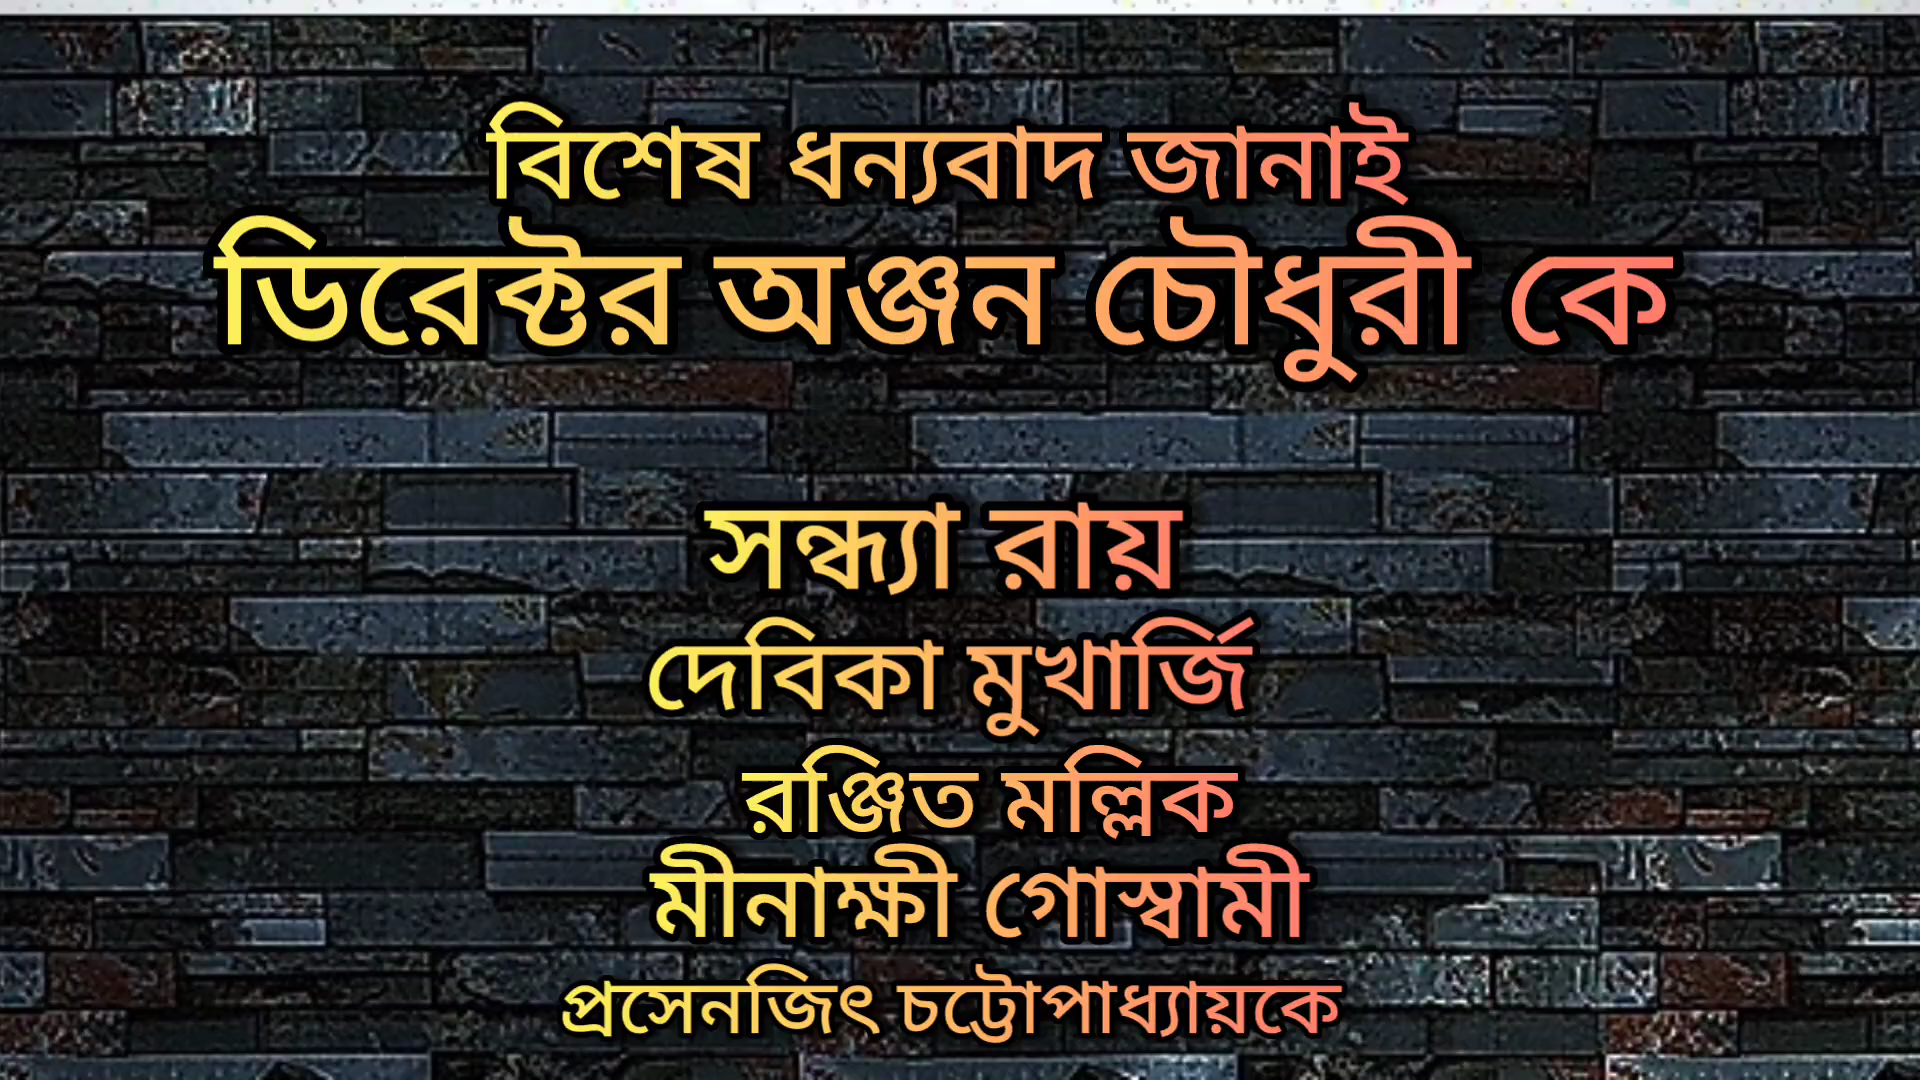 বিশেষ ধন্যবাদ জানাই
ডিরেক্টর অঞ্জন চৌধুরী কে
সন্ধ্যা রায়
দেবিকা মুখার্জি
রঞ্জিত মল্লিক
মীনাক্ষী গোস্বামী
প্রসেনজিৎ চট্টোপাধ্যায়কে